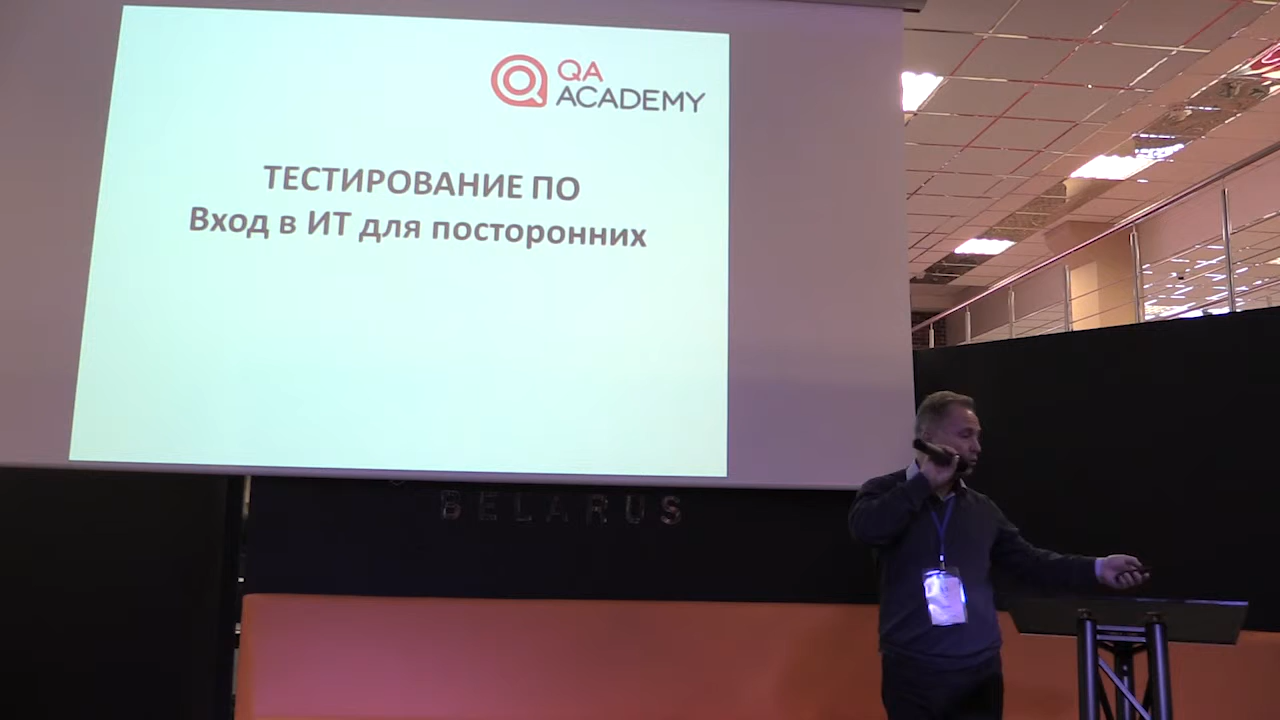 QA
ACADEMY
ТЕСТИРОВАНИЕ ПО
Вход в ИТ для посторонних
BELARUS